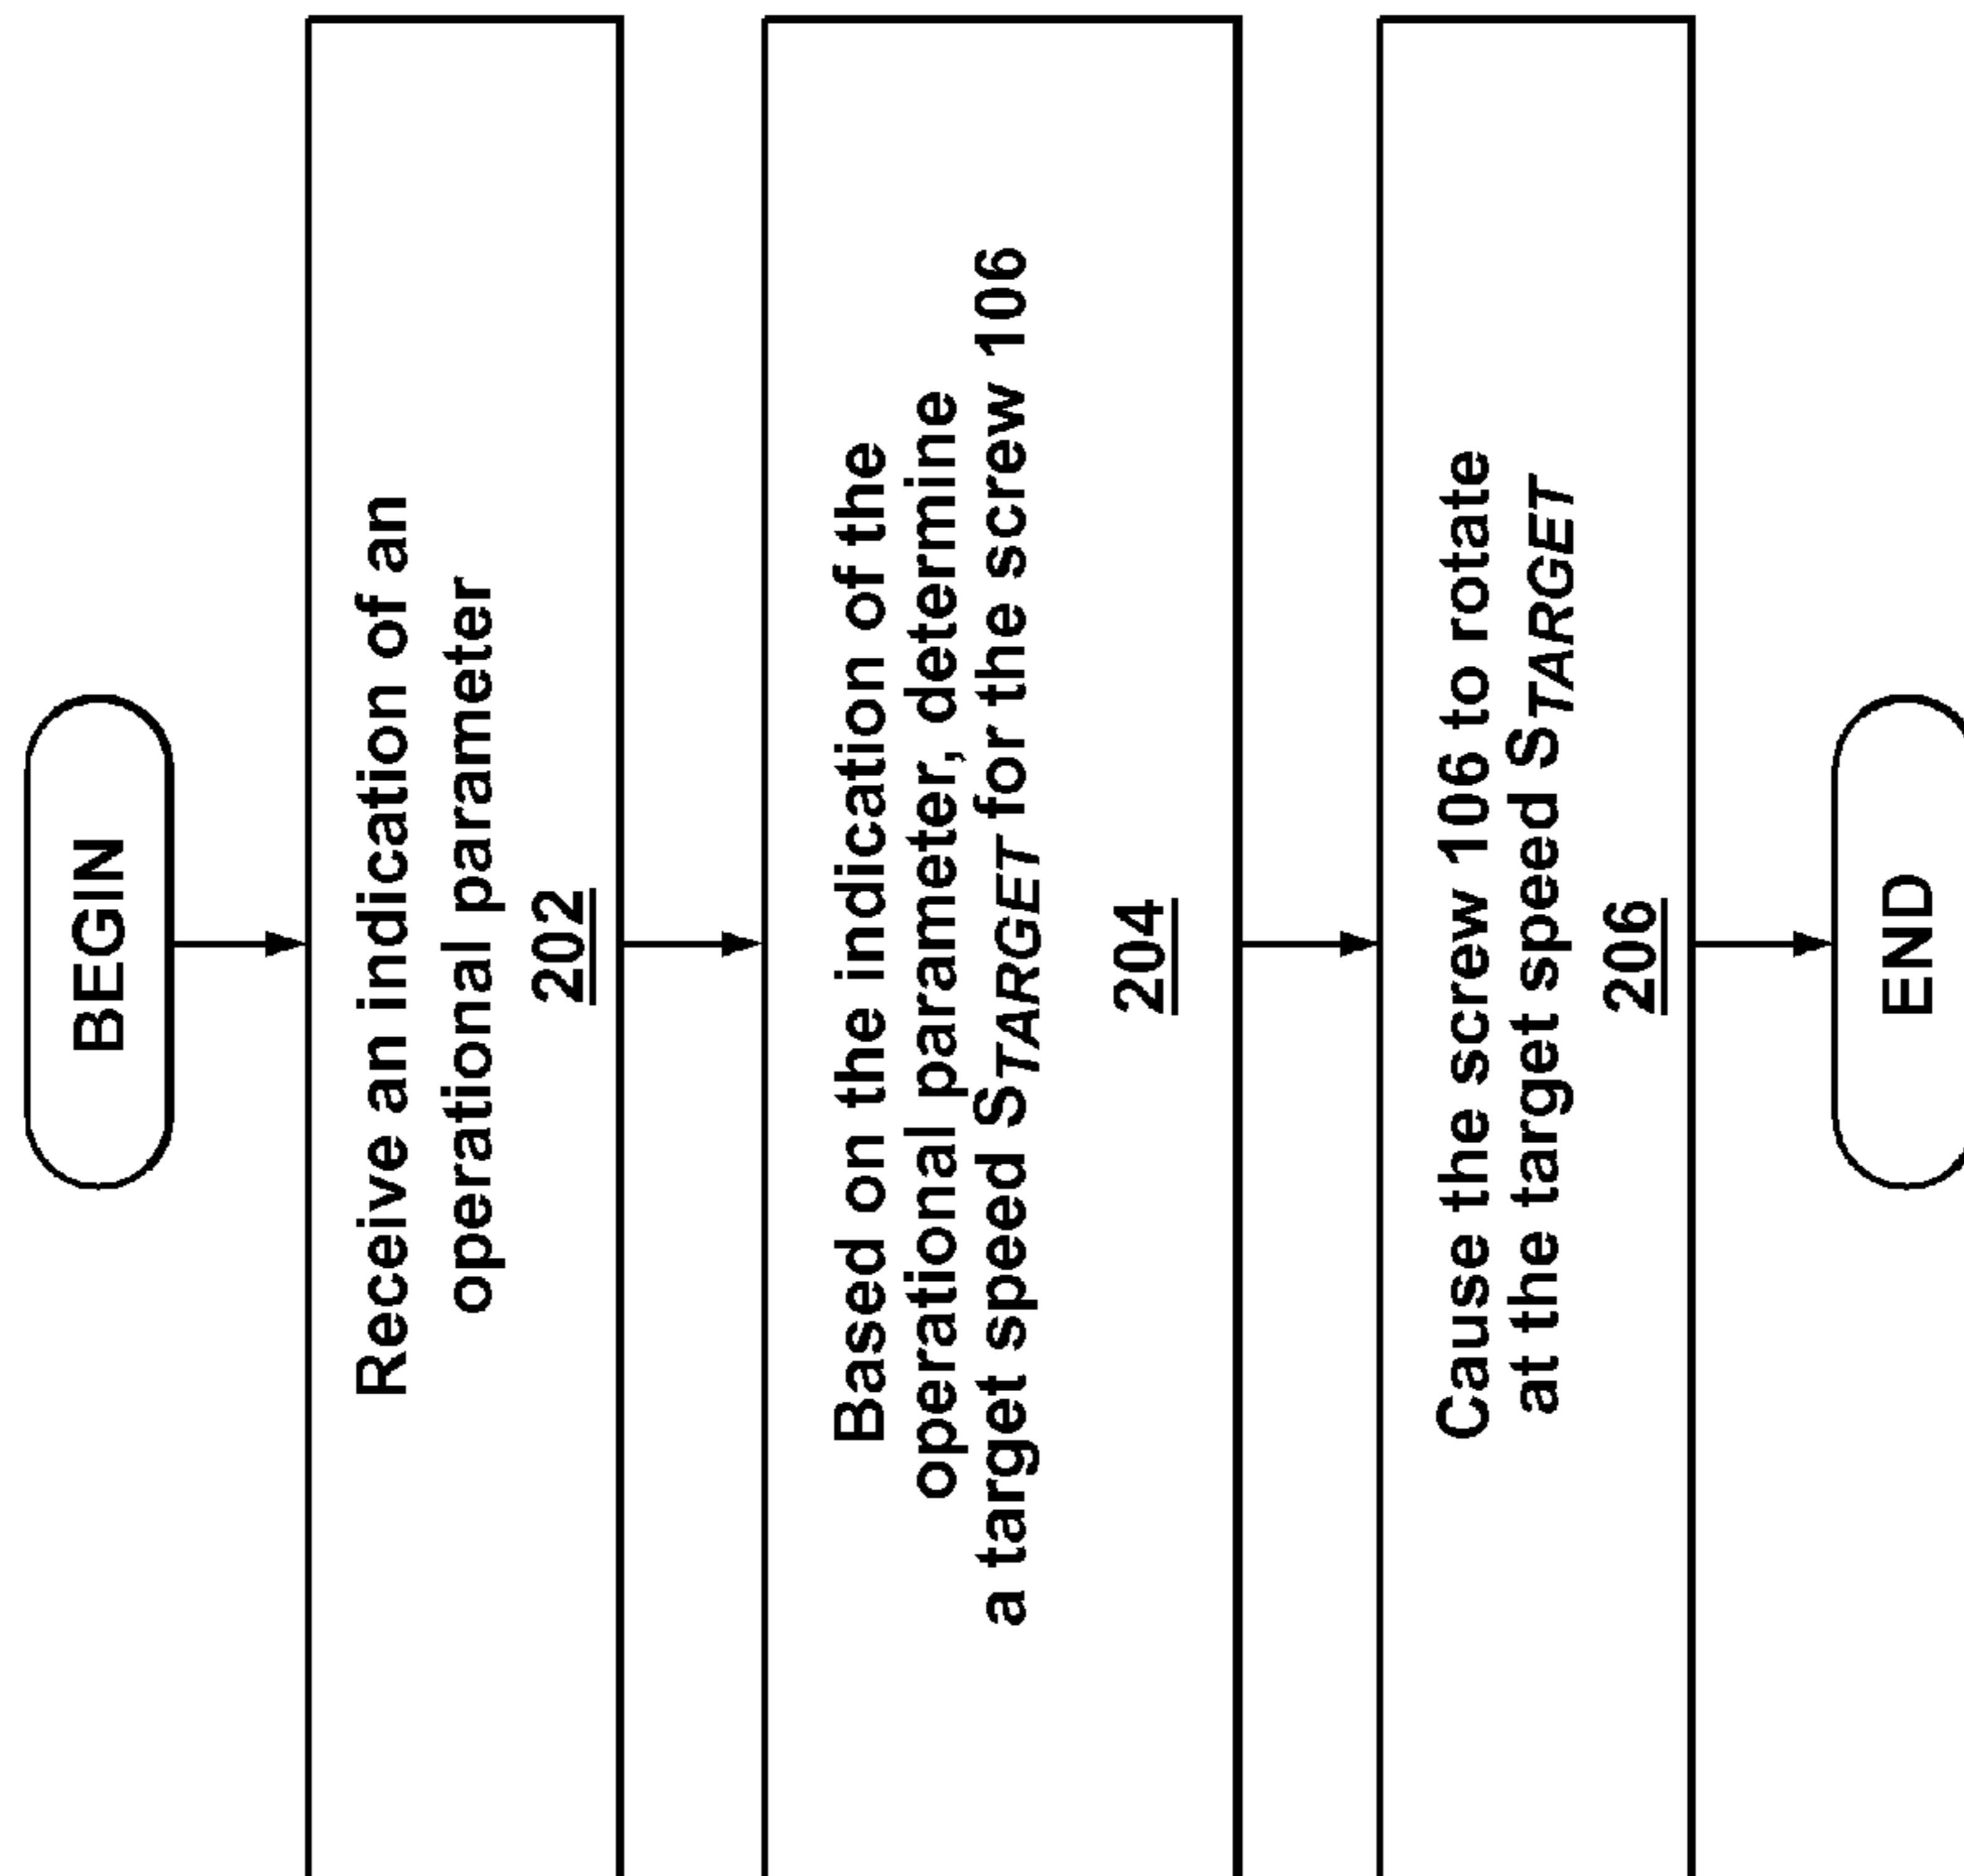 BEGIN
Receive an indication of an
operational parameter
202
Based on the indication of the
operational parameter, determine
a target speed STARGET for the screw 106
204
Cause the screw 106 to rotate
at the target speed STARGET
206
END